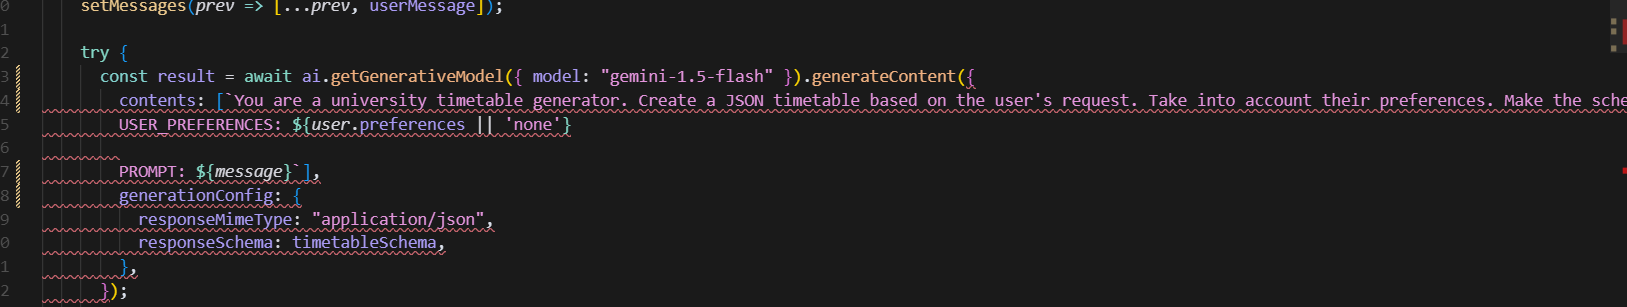 0 setMessages(prev => [...prev, userMessage]);
1
2 try {
3 const result = await ai.getGenerativeModel({ model: "gemini-1.5-flash" }).generateContent({
4 contents: [`You are a university timetable generator. Create a JSON timetable based on the user's request. Take into account their preferences. Make the sche
5 USER_PREFERENCES: ${user.preferences || 'none'}
6
7 PROMPT: ${message}`],
8 generationConfig: {
9 responseMimeType: "application/json",
0 responseSchema: timetableSchema,
1 },
2 });